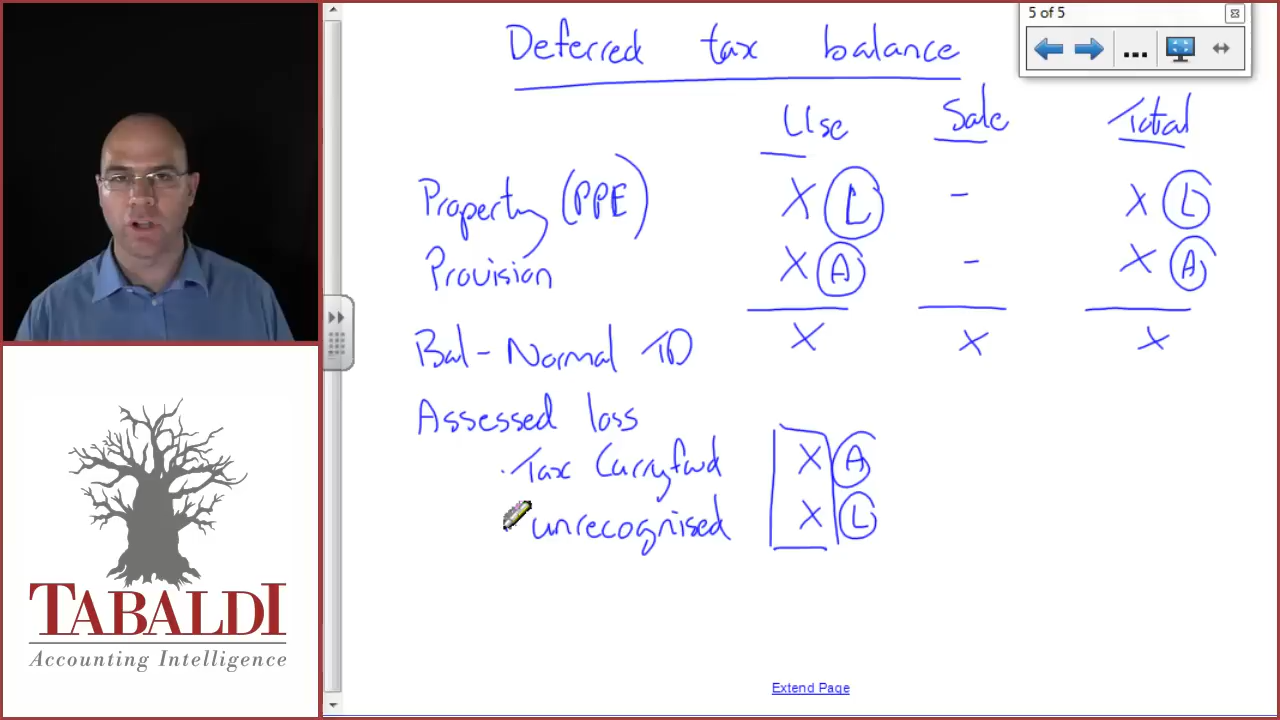 5 of 5
Deferred tax balance
Use Sale Total
Property (PPE) X L - X L
Provision X A - X A
Bal - Normal TD X X X
Assessed loss
· Tax Carryfwd X A
unrecognised X L
Extend Page
TABALDI
Accounting Intelligence